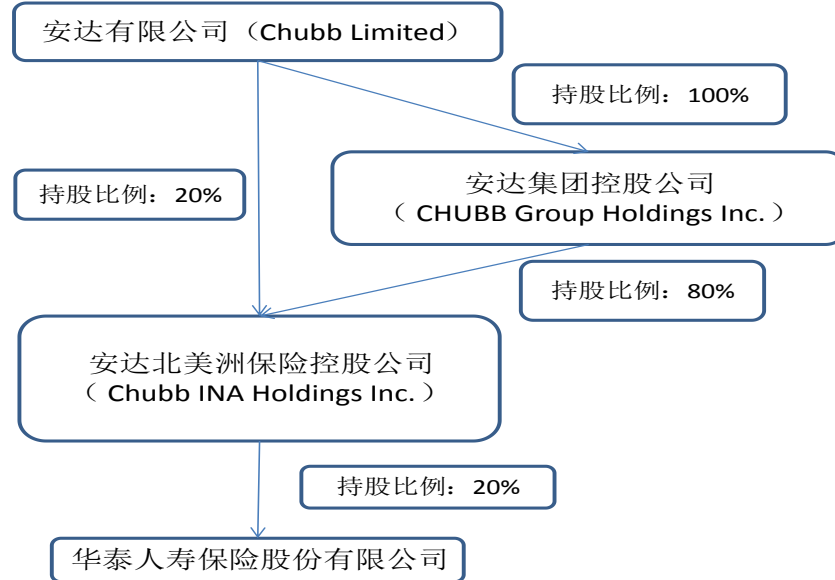 安达有限公司（Chubb Limited）
持股比例：100%
持股比例：20%
安达集团控股公司
（ CHUBB Group Holdings Inc. ）
持股比例：80%
安达北美洲保险控股公司
（ Chubb INA Holdings Inc. ）
持股比例：20%
华泰人寿保险股份有限公司